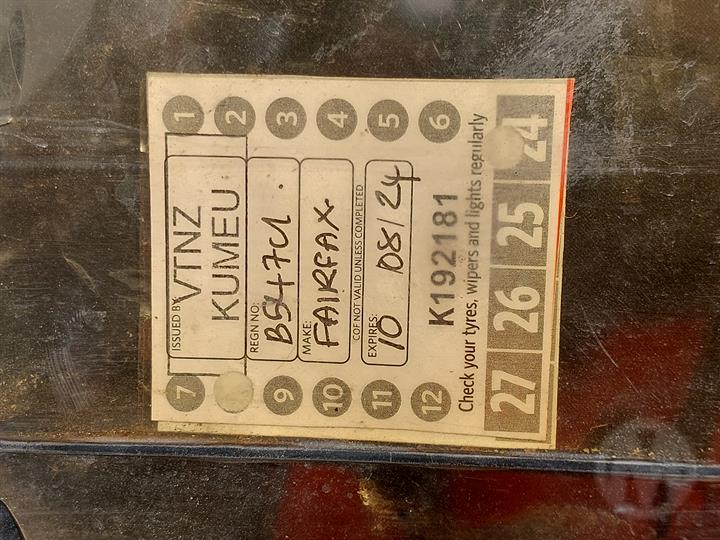 7 ISSUED BY VTNZ 1
KUMEU 2
REGN NO:
9 3
MAKE: FAIRFAX
10 4
COF NOT VALID UNLESS COMPLETED
EXPIRES: 10/08/24
11 5
12 6
K192181
Check your tyres, wipers and lights regularly
27 26 25 24